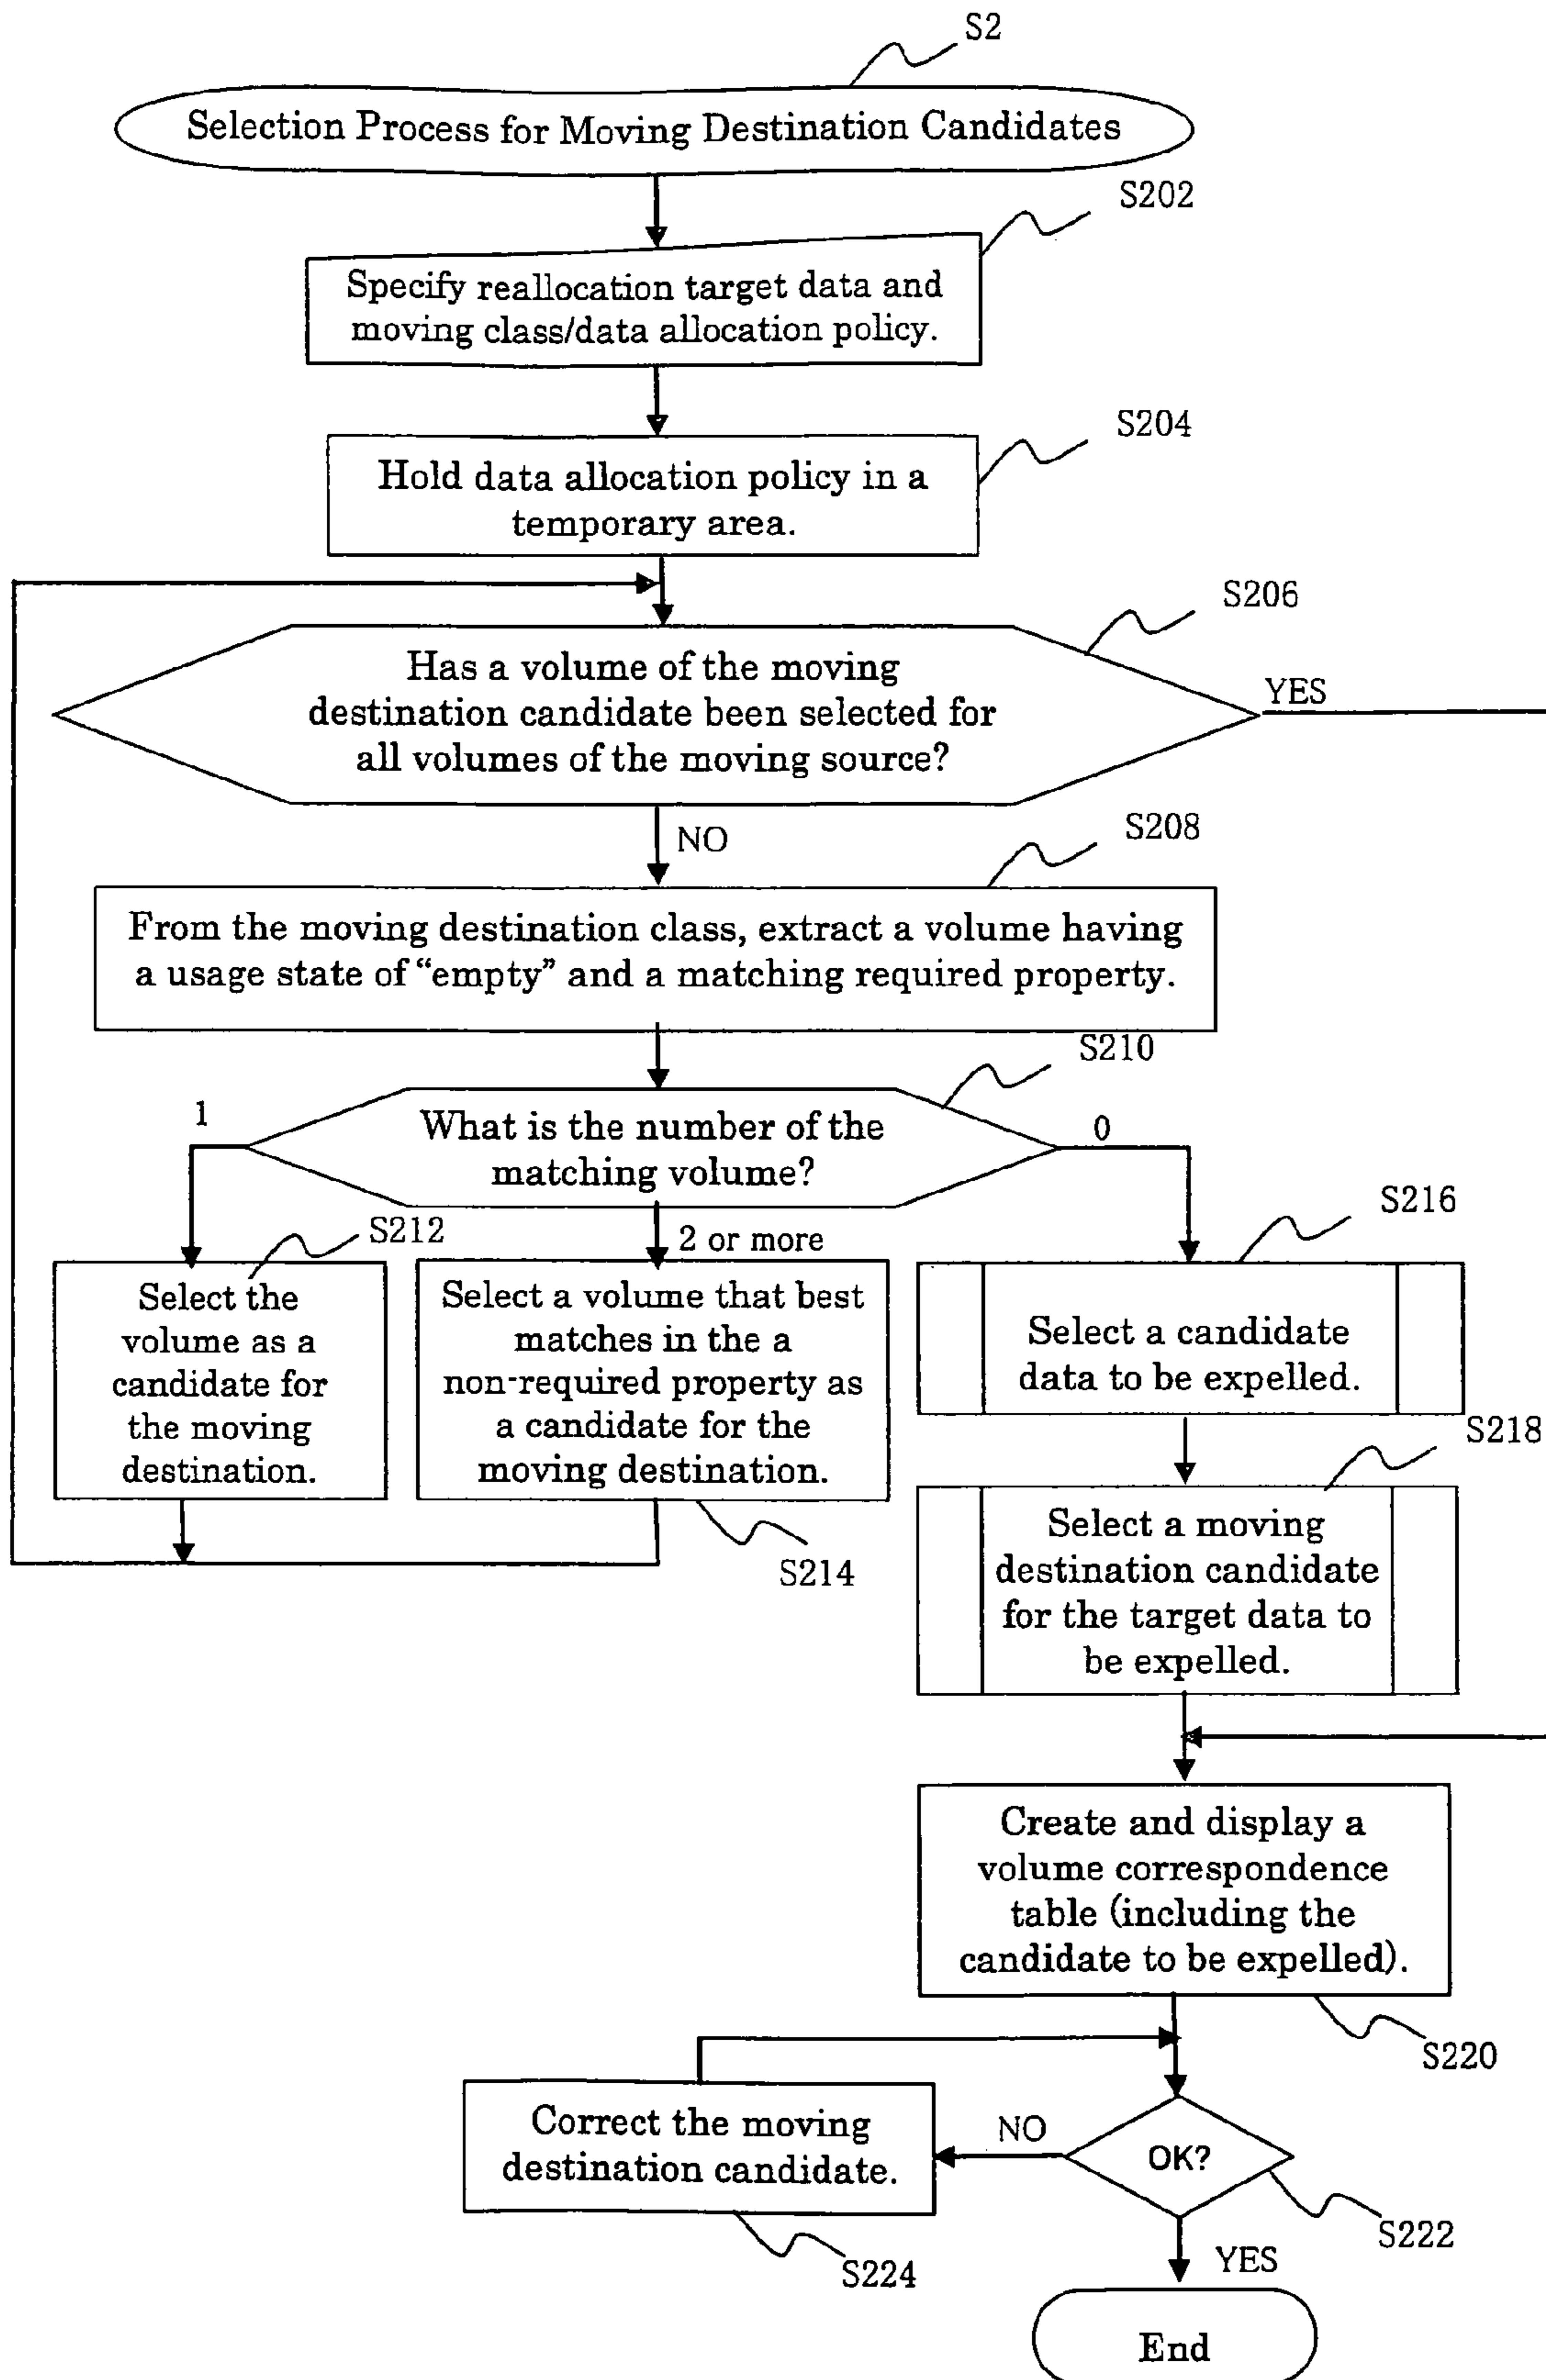 S2
Selection Process for Moving Destination Candidates
S202
Specify reallocation target data and
moving class/data allocation policy.
S204
Hold data allocation policy in a
temporary area.
S206
Has a volume of the moving
destination candidate been selected for
all volumes of the moving source?
YES
NO
S208
From the moving destination class, extract a volume having
a usage state of “empty” and a matching required property.
S210
What is the number of the
matching volume?
1
0
2 or more
S212
Select the
volume as a
candidate for
the moving
destination.
Select a volume that best
matches in the a
non-required property as
a candidate for the
moving destination.
S214
S216
Select a candidate
data to be expelled.
S218
Select a moving
destination candidate
for the target data to
be expelled.
Create and display a
volume correspondence
table (including the
candidate to be expelled).
S220
Correct the moving
destination candidate.
S224
NO
OK?
S222
YES
End